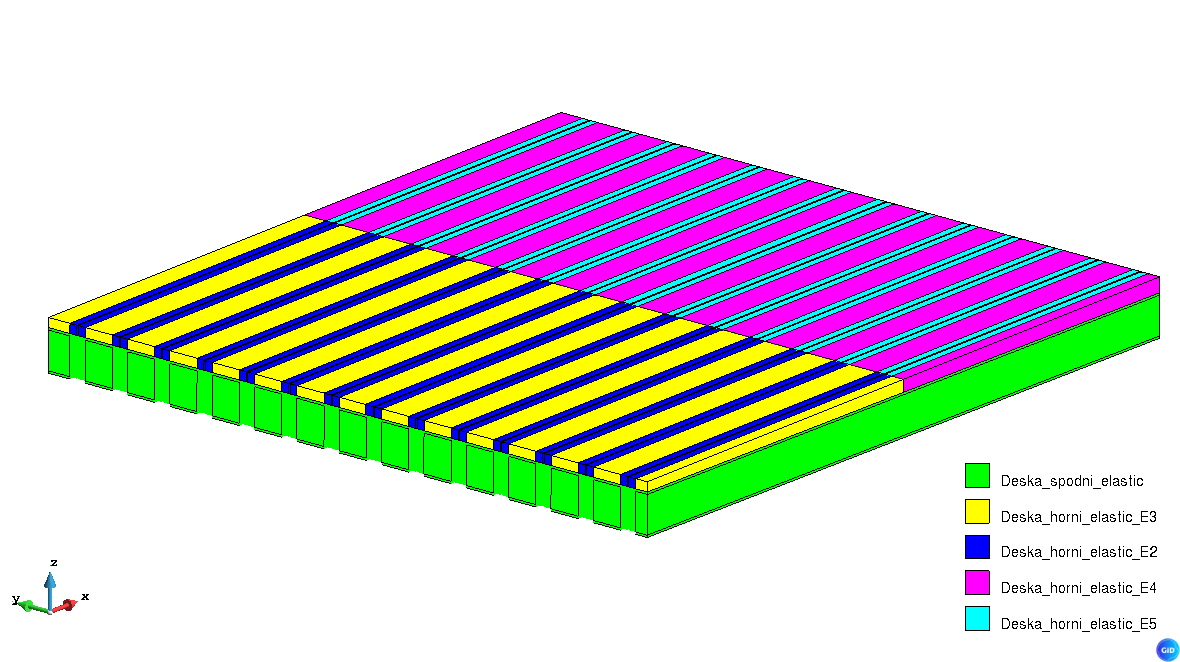 Deska_spodni_elastic
Deska_horni_elastic_E3
Deska_horni_elastic_E2
Deska_horni_elastic_E4
Deska_horni_elastic_E5
z
y
x
GiD